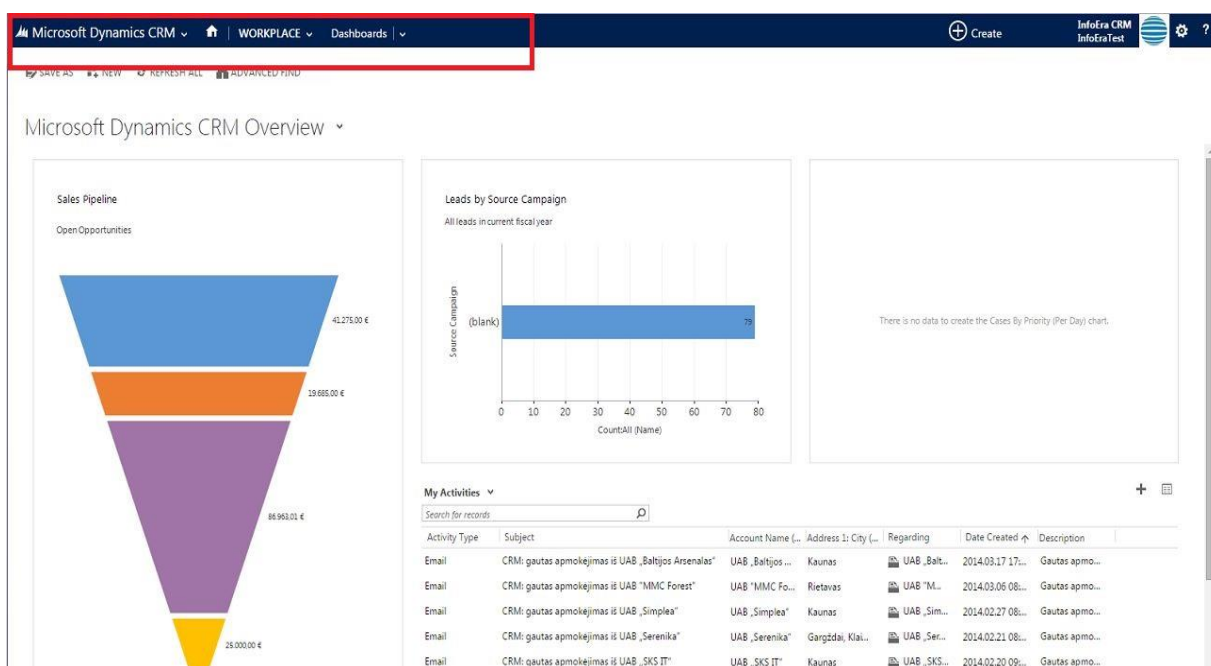 Microsoft Dynamics CRM WORKPLACE Dashboards Create InfoEra CRM InfoEraTest ?
SAVE AS NEW REFRESH ALL ADVANCED FIND
Microsoft Dynamics CRM Overview
Sales Pipeline
Open Opportunities
41.275,00 €
19.685,00 €
86.963,01 €
25.000,00 €
Leads by Source Campaign
All leads in current fiscal year
Source Campaign
(blank)
79
0 10 20 30 40 50 60 70 80
Count:All (Name)
There is no data to create the Cases By Priority (Per Day) chart.
My Activities
Search for records
Activity Type Subject Account Name (... Address 1: City (... Regarding Date Created Description
Email CRM: gautas apmokėjimas iš UAB „Baltijos Arsenalas" UAB „Baltijos ... Kaunas UAB „Balt... 2014.03.17 17:... Gautas apmo...
Email CRM: gautas apmokėjimas iš UAB "MMC Forest" UAB "MMC Fo... Rietavas UAB "M... 2014.03.06 08:... Gautas apmo...
Email CRM: gautas apmokėjimas iš UAB „Simplea" UAB „Simplea" Kaunas UAB „Sim... 2014.02.27 08:... Gautas apmo...
Email CRM: gautas apmokėjimas iš UAB „Serenika" UAB „Serenika" Gargždai, Klai... UAB „Ser... 2014.02.21 08:... Gautas apmo...
Email CRM: gautas apmokėjimas iš UAB „SKS IT" UAB „SKS IT" Kaunas UAB „SKS... 2014.02.20 09:... Gautas apmo...